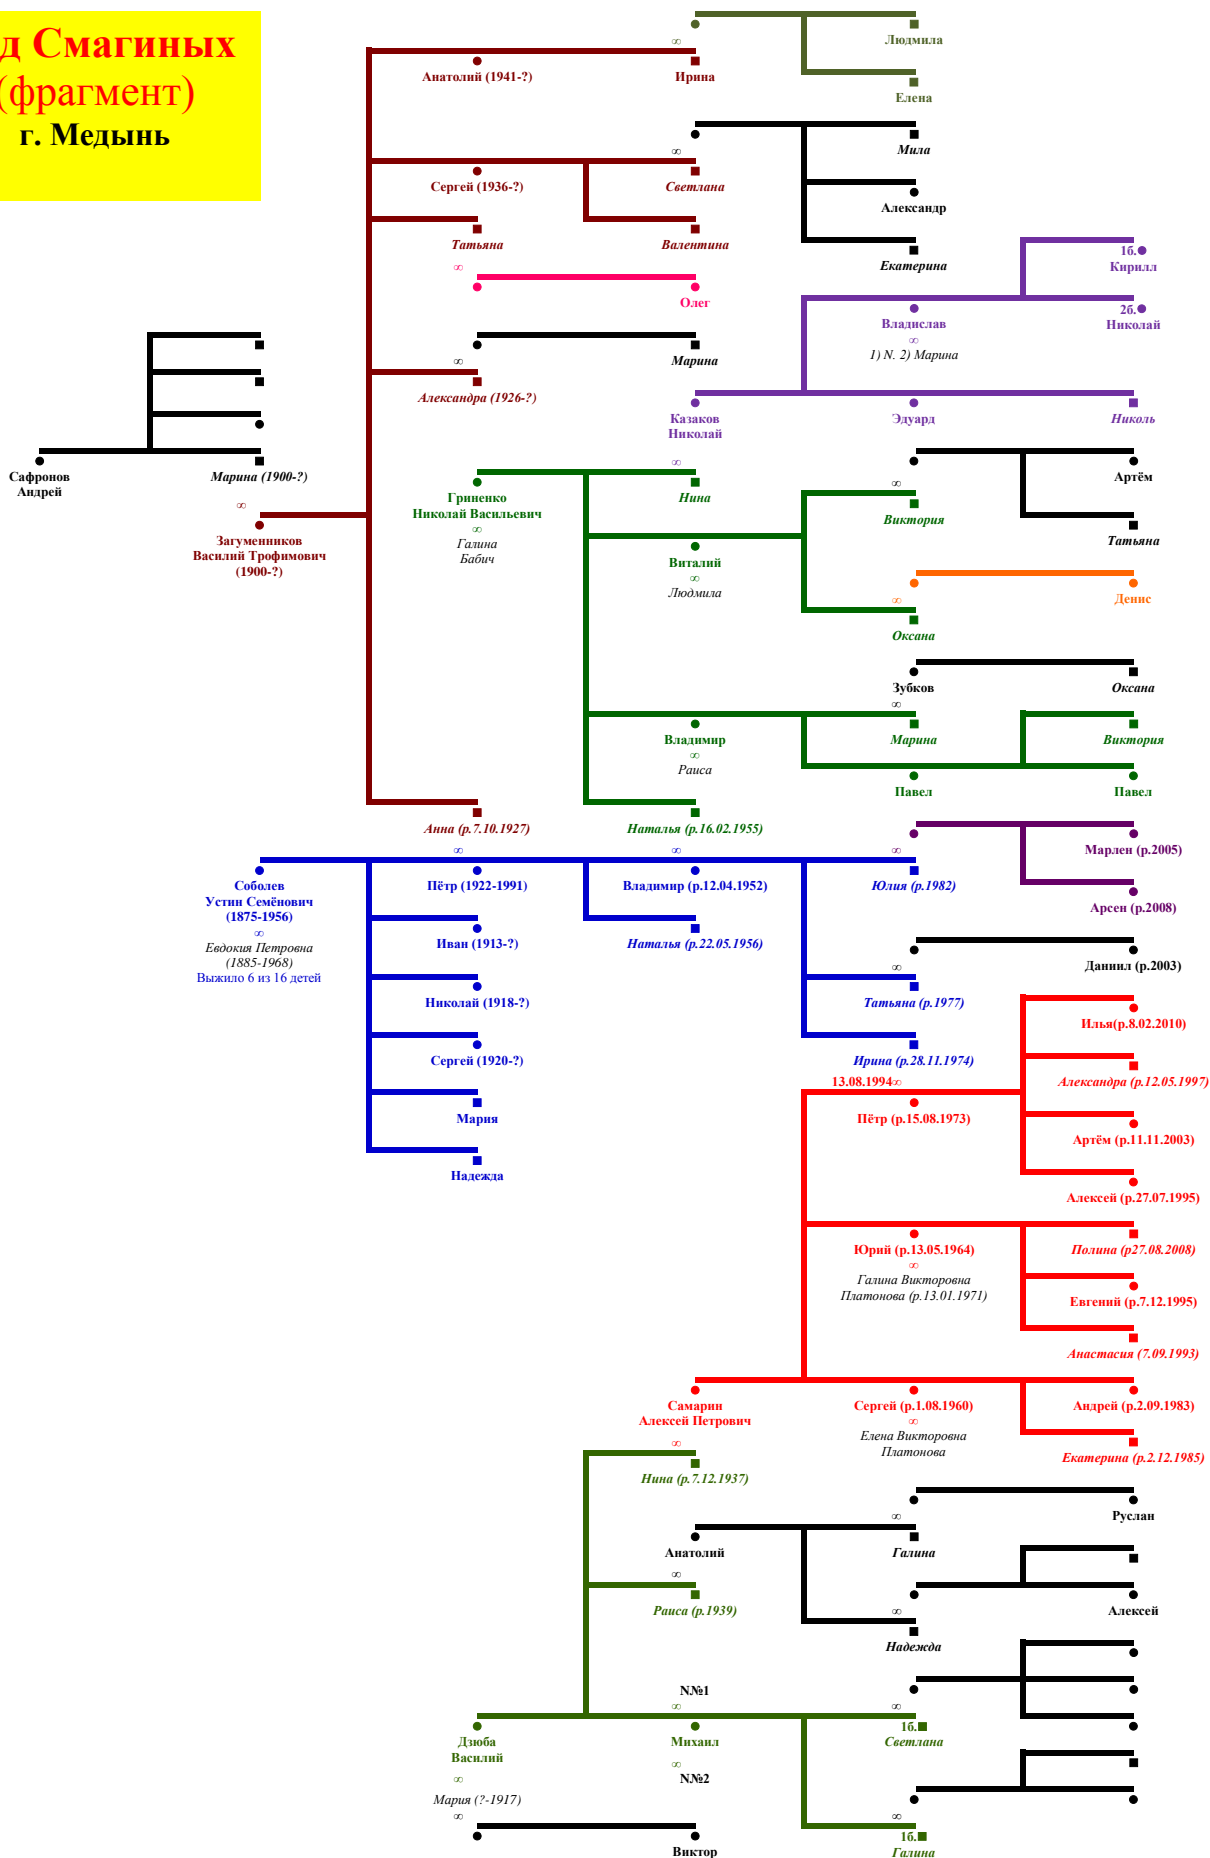 д Смагиных
(фрагмент)
г. Медынь
Людмила
Елена
∞
Анатолий (1941-?)
Ирина
Мила
Александр
Екатерина
∞
Сергей (1936-?)
Светлана
Татьяна
Валентина
∞
Олег
Марина
∞
Александра (1926-?)
1б.
Кирилл
2б.
Николай
Владислав
∞
1) N. 2) Марина
Казаков
Николай
Эдуард
Николь
Сафронов
Андрей
Марина (1900-?)
∞
Загуменников
Василий Трофимович
(1900-?)
∞
Гриненко
Николай Васильевич
∞
Галина
Бабич
Нина
Артём
Татьяна
∞
Виктория
Виталий
∞
Людмила
Денис
∞
Оксана
Зубков
Оксана
∞
Владимир
∞
Раиса
Марина
Виктория
Павел
Павел
Анна (р.7.10.1927)
Наталья (р.16.02.1955)
Марлен (р.2005)
Арсен (р.2008)
∞
∞
∞
Соболев
Устин Семёнович
(1875-1956)
∞
Евдокия Петровна
(1885-1968)
Выжило 6 из 16 детей
Пётр (1922-1991)
Владимир (р.12.04.1952)
Юлия (р.1982)
Иван (1913-?)
Наталья (р.22.05.1956)
Даниил (р.2003)
∞
Николай (1918-?)
Татьяна (р.1977)
Сергей (1920-?)
Ирина (р.28.11.1974)
Мария
Надежда
13.08.1994∞
Пётр (р.15.08.1973)
Илья(р.8.02.2010)
Александра (р.12.05.1997)
Артём (р.11.11.2003)
Алексей (р.27.07.1995)
Юрий (р.13.05.1964)
∞
Галина Викторовна
Платонова (р.13.01.1971)
Полина (р27.08.2008)
Евгений (р.7.12.1995)
Анастасия (7.09.1993)
Самарин
Алексей Петрович
Сергей (р.1.08.1960)
∞
Елена Викторовна
Платонова
Андрей (р.2.09.1983)
Екатерина (р.2.12.1985)
∞
Нина (р.7.12.1937)
Руслан
∞
Анатолий
Галина
∞
Раиса (р.1939)
Алексей
∞
Надежда
N№1
∞
∞
Дзюба
Василий
∞
Мария (?-1917)
Михаил
∞
N№2
1б.
Светлана
∞
Виктор
∞
1б.
Галина